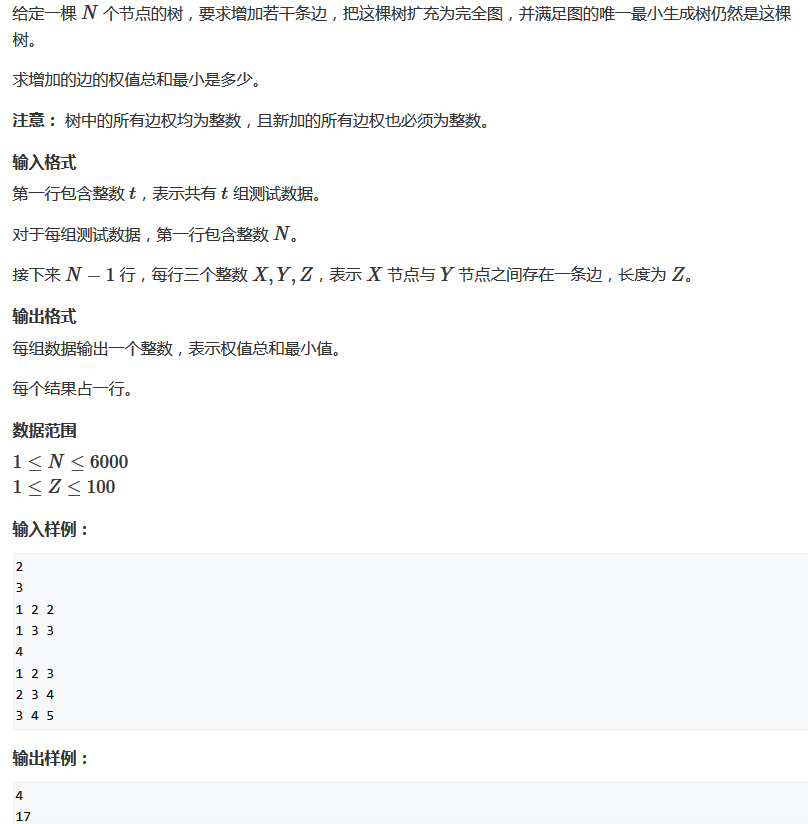 给定一棵 N 个节点的树，要求增加若干条边，把这棵树扩充为完全图，并满足图的唯一最小生成树仍然是这棵
树。
求增加的边的权值总和最小是多少。
注意： 树中的所有边权均为整数，且新加的所有边权也必须为整数。
输入格式
第一行包含整数 t，表示共有 t 组测试数据。
对于每组测试数据，第一行包含整数 N。
接下来 N − 1 行，每行三个整数 X, Y, Z，表示 X 节点与 Y 节点之间存在一条边，长度为 Z。
输出格式
每组数据输出一个整数，表示权值总和最小值。
每个结果占一行。
数据范围
1 ≤ N ≤ 6000
1 ≤ Z ≤ 100
输入样例：
2
3
1 2 2
1 3 3
4
1 2 3
2 3 4
3 4 5
输出样例：
4
17